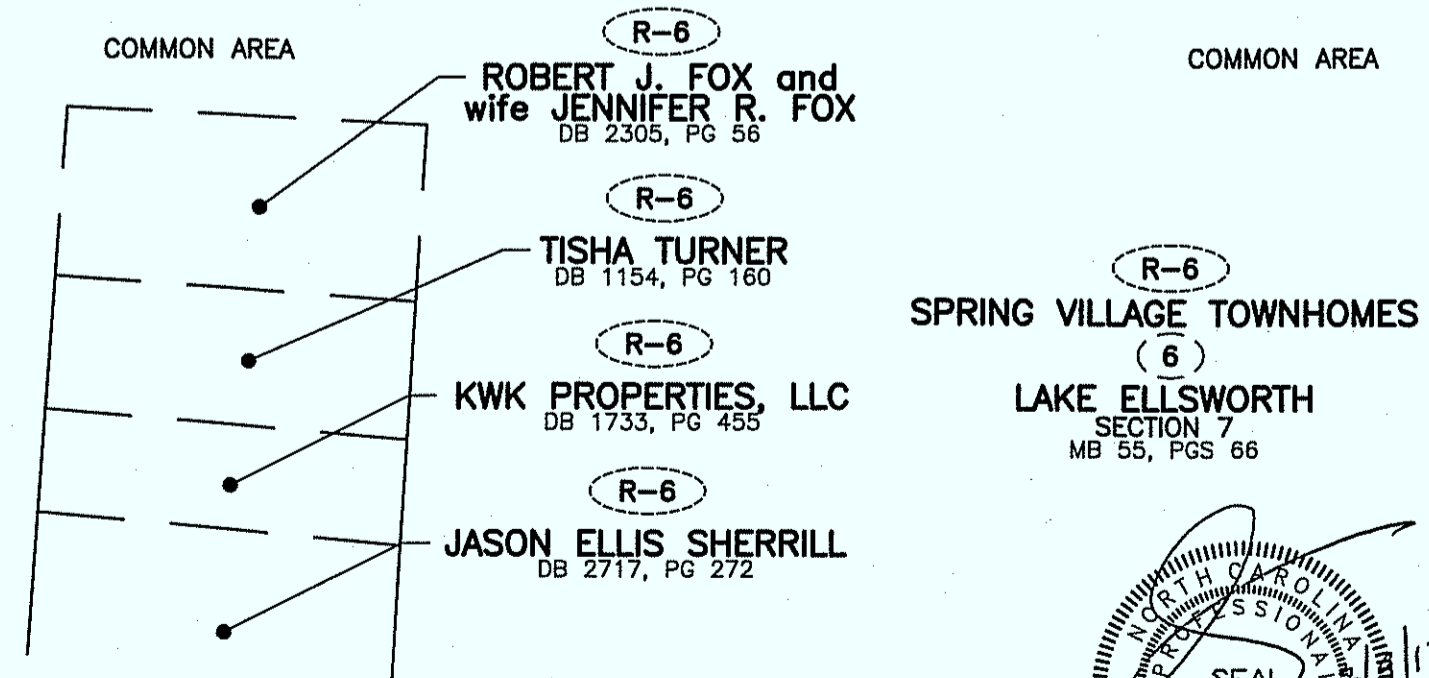 COMMON AREA
R-6
ROBERT J. FOX and
wife JENNIFER R. FOX
DB 2305, PG 56
R-6
TISHA TURNER
DB 1154, PG 160
R-6
KWK PROPERTIES, LLC
DB 1733, PG 455
R-6
JASON ELLIS SHERRILL
DB 2717, PG 272
COMMON AREA
R-6
SPRING VILLAGE TOWNHOMES
( 6 )
LAKE ELLSWORTH
SECTION 7
MB 55, PGS 66
NORTH CAROLINA
PROFESSIONAL
SEAL